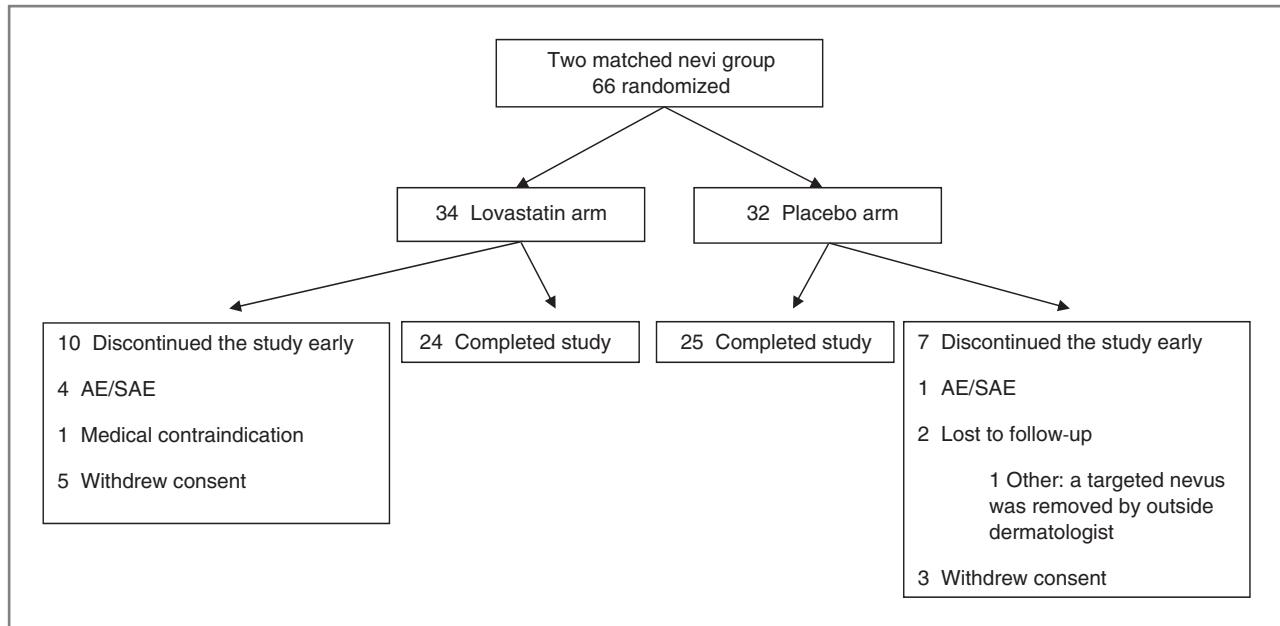 Two matched nevi group
66 randomized
34 Lovastatin arm
32 Placebo arm
10 Discontinued the study early
4 AE/SAE
1 Medical contraindication
5 Withdrew consent
24 Completed study
25 Completed study
7 Discontinued the study early
1 AE/SAE
2 Lost to follow-up
1 Other: a targeted nevus
was removed by outside
dermatologist
3 Withdrew consent